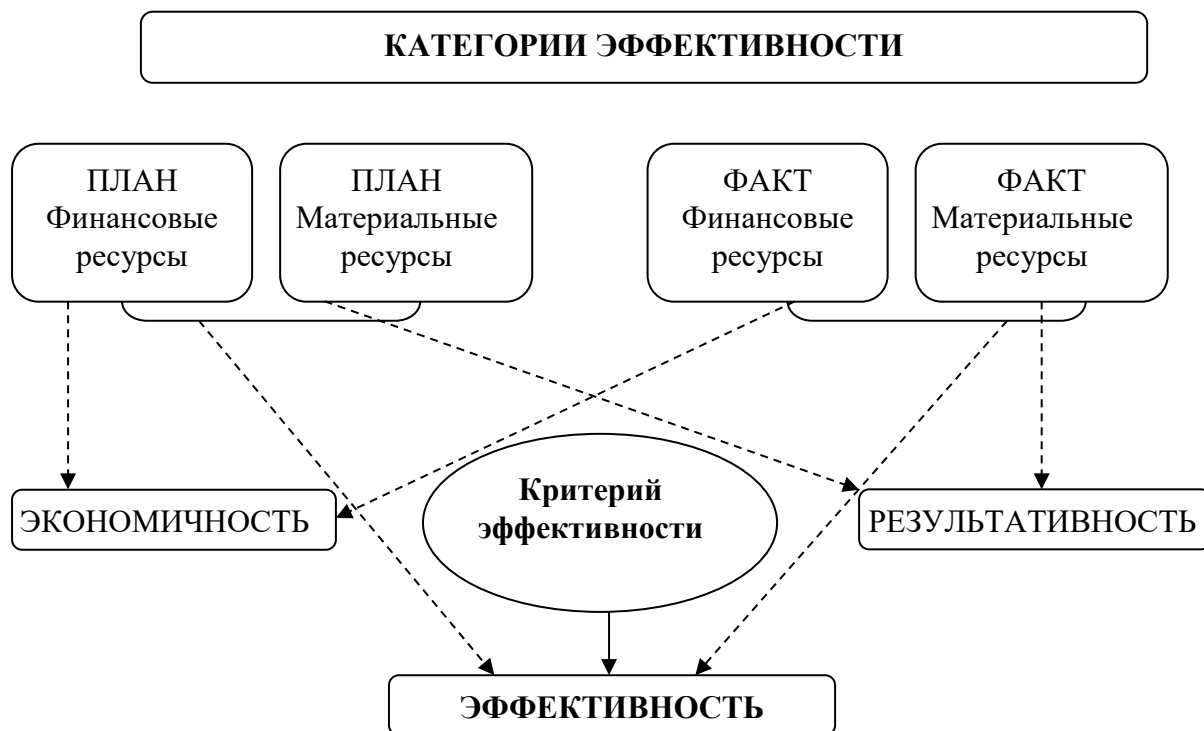 КАТЕГОРИИ ЭФФЕКТИВНОСТИ
ПЛАН
Финансовые
ресурсы
ПЛАН
Материальные
ресурсы
ФАКТ
Финансовые
ресурсы
ФАКТ
Материальные
ресурсы
Критерий
эффективности
ЭКОНОМИЧНОСТЬ
РЕЗУЛЬТАТИВНОСТЬ
ЭФФЕКТИВНОСТЬ